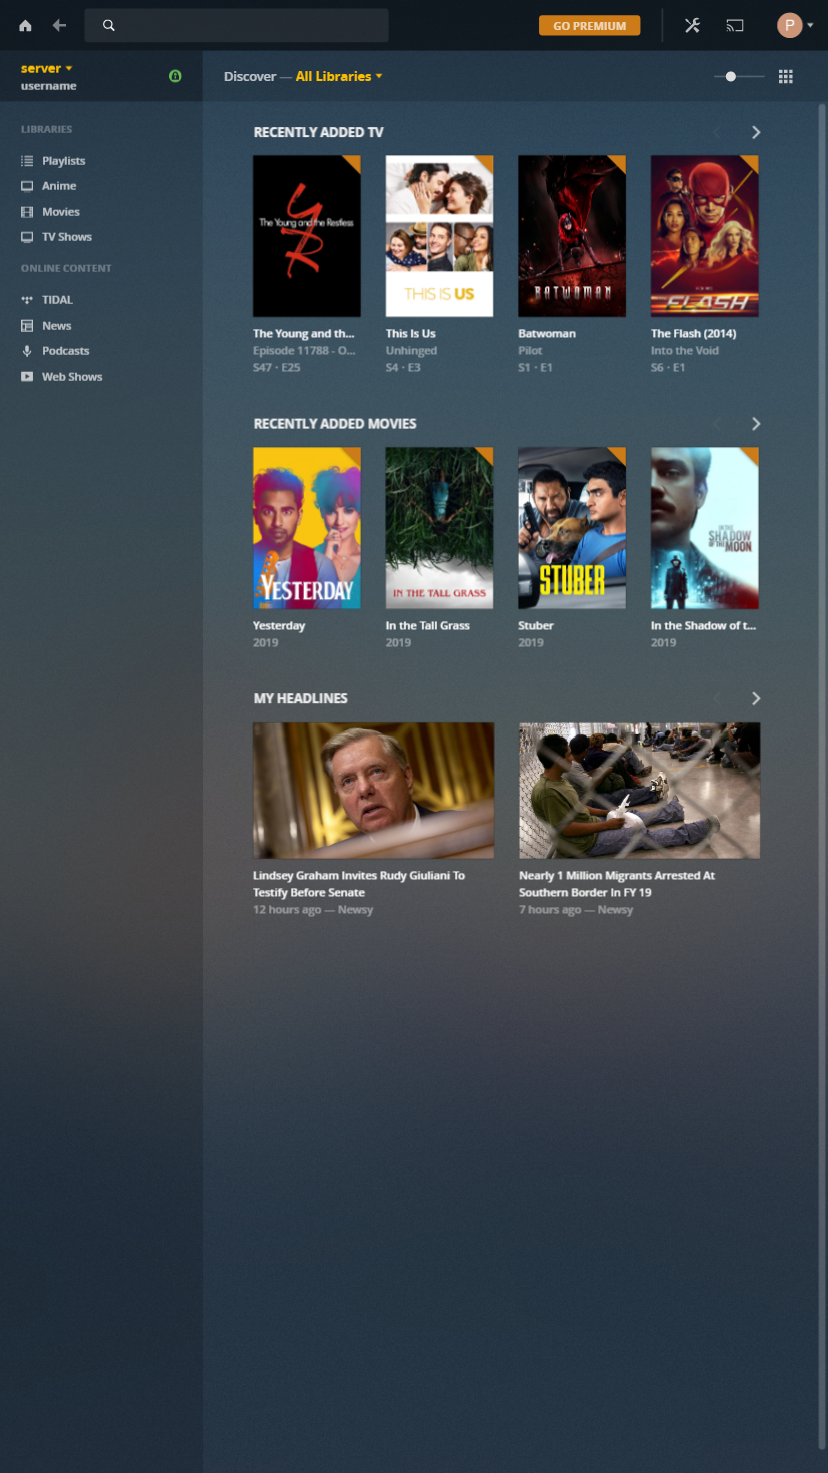 GO PREMIUM
P
server
username
Discover — All Libraries
LIBRARIES
Playlists
Anime
Movies
TV Shows
ONLINE CONTENT
TIDAL
News
Podcasts
Web Shows
RECENTLY ADDED TV
The Young and the Restless
YR
THIS IS US
BATWOMAN
FLASH
The Young and th...
Episode 11788 - O...
S47 · E25
This Is Us
Unhinged
S4 · E3
Batwoman
Pilot
S1 · E1
The Flash (2014)
Into the Void
S6 · E1
RECENTLY ADDED MOVIES
YESTERDAY
IN THE TALL GRASS
STUBER
IN THE
SHADOW
OF THE MOON
Yesterday
2019
In the Tall Grass
2019
Stuber
2019
In the Shadow of t...
2019
MY HEADLINES
Lindsey Graham Invites Rudy Giuliani To
Testify Before Senate
12 hours ago — Newsy
Nearly 1 Million Migrants Arrested At
Southern Border In FY 19
7 hours ago — Newsy